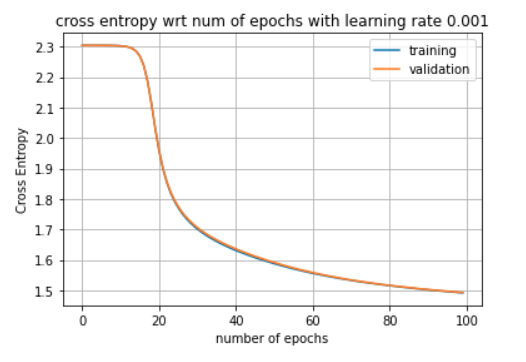 cross entropy wrt num of epochs with learning rate 0.001
training
validation
Cross Entropy
2.3
2.2
2.1
2.0
1.9
1.8
1.7
1.6
1.5
0 20 40 60 80 100
number of epochs